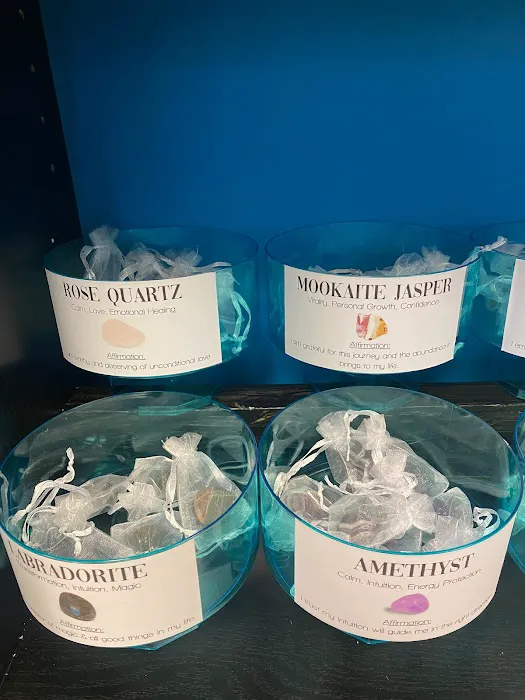 ROSE QUARTZ
Calm, Love, Emotional Healing
Affirmation:
and deserving of unconditional love.
MOOKAITE JASPER
Vitality, Personal Growth, Confidence
Affirmation:
I am grateful for this journey and the abundance it
brings to my life.
LABRADORITE
Transformation, Intuition, Magic
Affirmation:
magic & all good things in my life.
AMETHYST
Calm, Intuition, Energy Protection
Affirmation:
I trust my intuition will guide me in the right